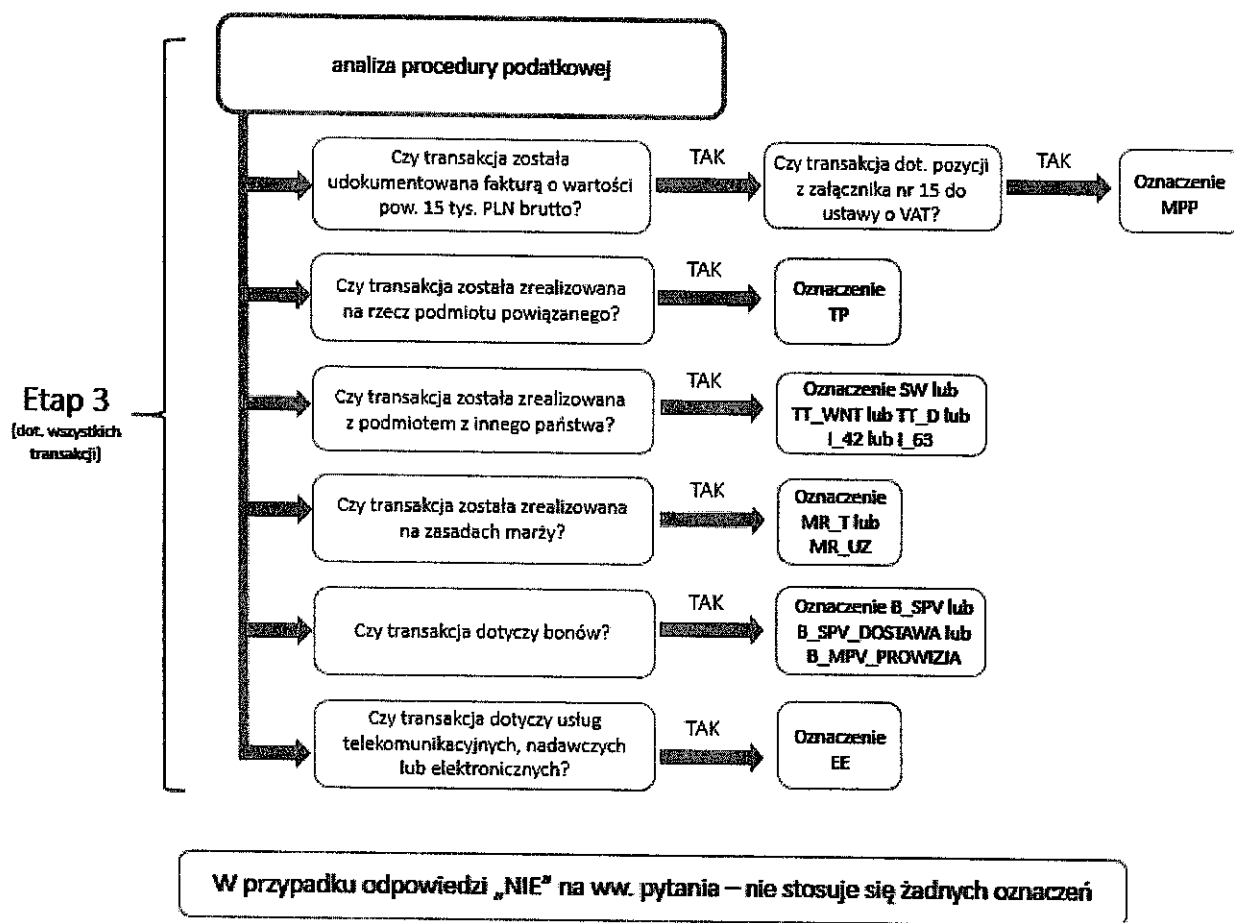 analiza procedury podatkowej
Czy transakcja została
udokumentowana fakturą o wartości
pow. 15 tys. PLN brutto?
TAK
Czy transakcja dot. pozycji
z załącznika nr 15 do
ustawy o VAT?
TAK
Oznaczenie
MPP
Czy transakcja została zrealizowana
na rzecz podmiotu powiązanego?
TAK
Oznaczenie
TP
Etap 3
(dot. wszystkich
transakcji)
Czy transakcja została zrealizowana
z podmiotem z innego państwa?
TAK
Oznaczenie SW lub
TT_WNT lub TT_D lub
I_42 lub I_63
Czy transakcja została zrealizowana
na zasadach marży?
TAK
Oznaczenie
MR_T lub
MR_UZ
Czy transakcja dotyczy bonów?
TAK
Oznaczenie B_SPV lub
B_SPV_DOSTAWA lub
B_MPV_PROWIZJA
Czy transakcja dotyczy usług
telekomunikacyjnych, nadawczych
lub elektronicznych?
TAK
Oznaczenie
EE
W przypadku odpowiedzi „NIE” na ww. pytania – nie stosuje się żadnych oznaczeń